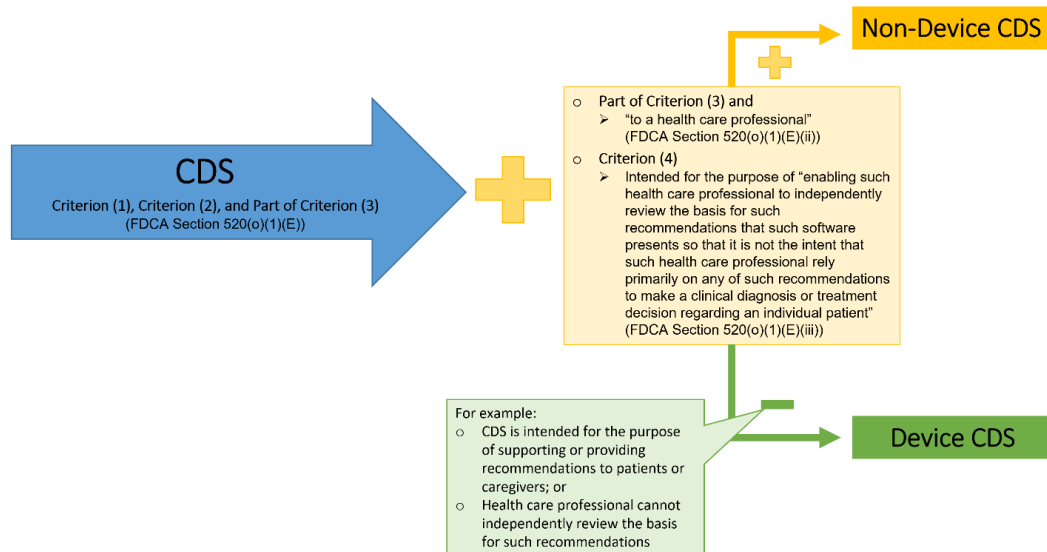 Non-Device CDS
CDS
Criterion (1), Criterion (2), and Part of Criterion (3)
(FDCA Section 520(o)(1)(E))
○ Part of Criterion (3) and
➢ “to a health care professional”
(FDCA Section 520(o)(1)(E)(ii))
○ Criterion (4)
➢ Intended for the purpose of “enabling such
health care professional to independently
review the basis for such
recommendations that such software
presents so that it is not the intent that
such health care professional rely
primarily on any of such recommendations
to make a clinical diagnosis or treatment
decision regarding an individual patient”
(FDCA Section 520(o)(1)(E)(iii))
For example:
○ CDS is intended for the purpose
of supporting or providing
recommendations to patients or
caregivers; or
○ Health care professional cannot
independently review the basis
for such recommendations
Device CDS